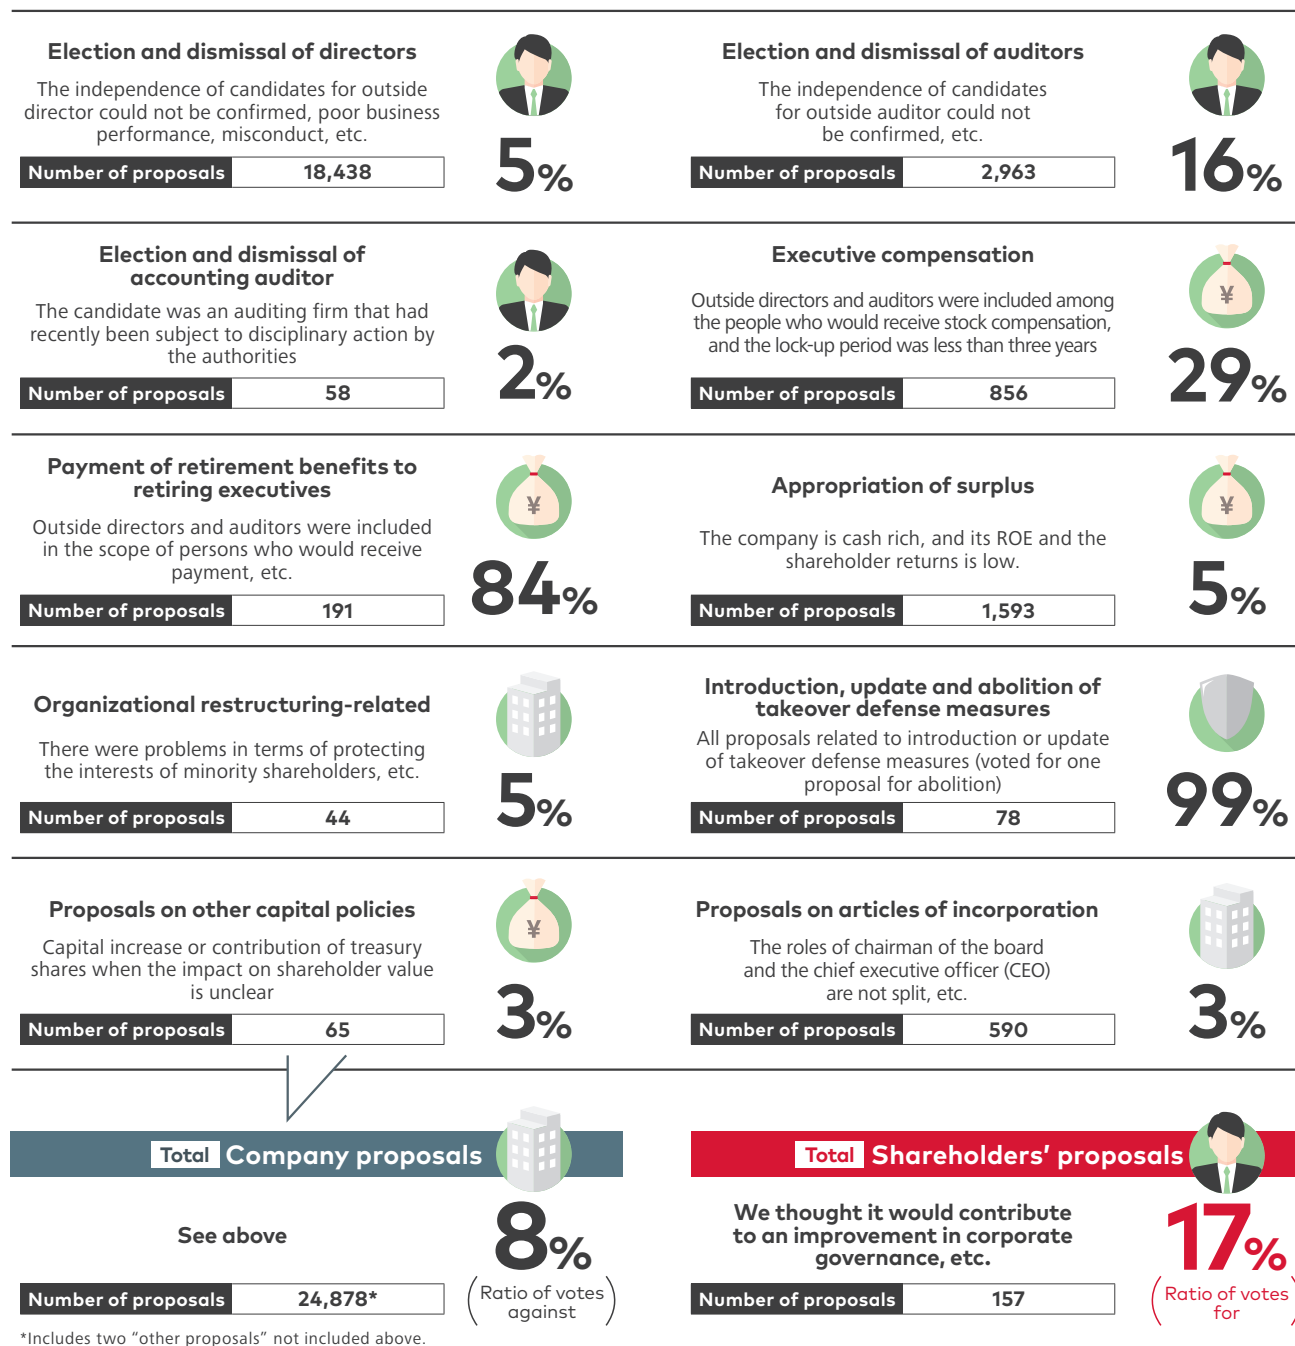 Election and dismissal of directors
The independence of candidates for outside
director could not be confirmed, poor business
performance, misconduct, etc.
Number of proposals 18,438
5%
Election and dismissal of auditors
The independence of candidates
for outside auditor could not
be confirmed, etc.
Number of proposals 2,963
16%
Election and dismissal of
accounting auditor
The candidate was an auditing firm that had
recently been subject to disciplinary action by
the authorities
Number of proposals 58
2%
Executive compensation
Outside directors and auditors were included among
the people who would receive stock compensation,
and the lock-up period was less than three years
Number of proposals 856
¥
29%
Payment of retirement benefits to
retiring executives
Outside directors and auditors were included
in the scope of persons who would receive
payment, etc.
Number of proposals 191
¥
84%
Appropriation of surplus
The company is cash rich, and its ROE and the
shareholder returns is low.
Number of proposals 1,593
¥
5%
Organizational restructuring-related
There were problems in terms of protecting
the interests of minority shareholders, etc.
Number of proposals 44
5%
Introduction, update and abolition of
takeover defense measures
All proposals related to introduction or update
of takeover defense measures (voted for one
proposal for abolition)
Number of proposals 78
99%
Proposals on other capital policies
Capital increase or contribution of treasury
shares when the impact on shareholder value
is unclear
Number of proposals 65
¥
3%
Proposals on articles of incorporation
The roles of chairman of the board
and the chief executive officer (CEO)
are not split, etc.
Number of proposals 590
3%
Total Company proposals
See above
Number of proposals 24,878*
8%
(Ratio of votes
against)
*Includes two “other proposals” not included above.
Total Shareholders’ proposals
We thought it would contribute
to an improvement in corporate
governance, etc.
Number of proposals 157
17%
(Ratio of votes
for)